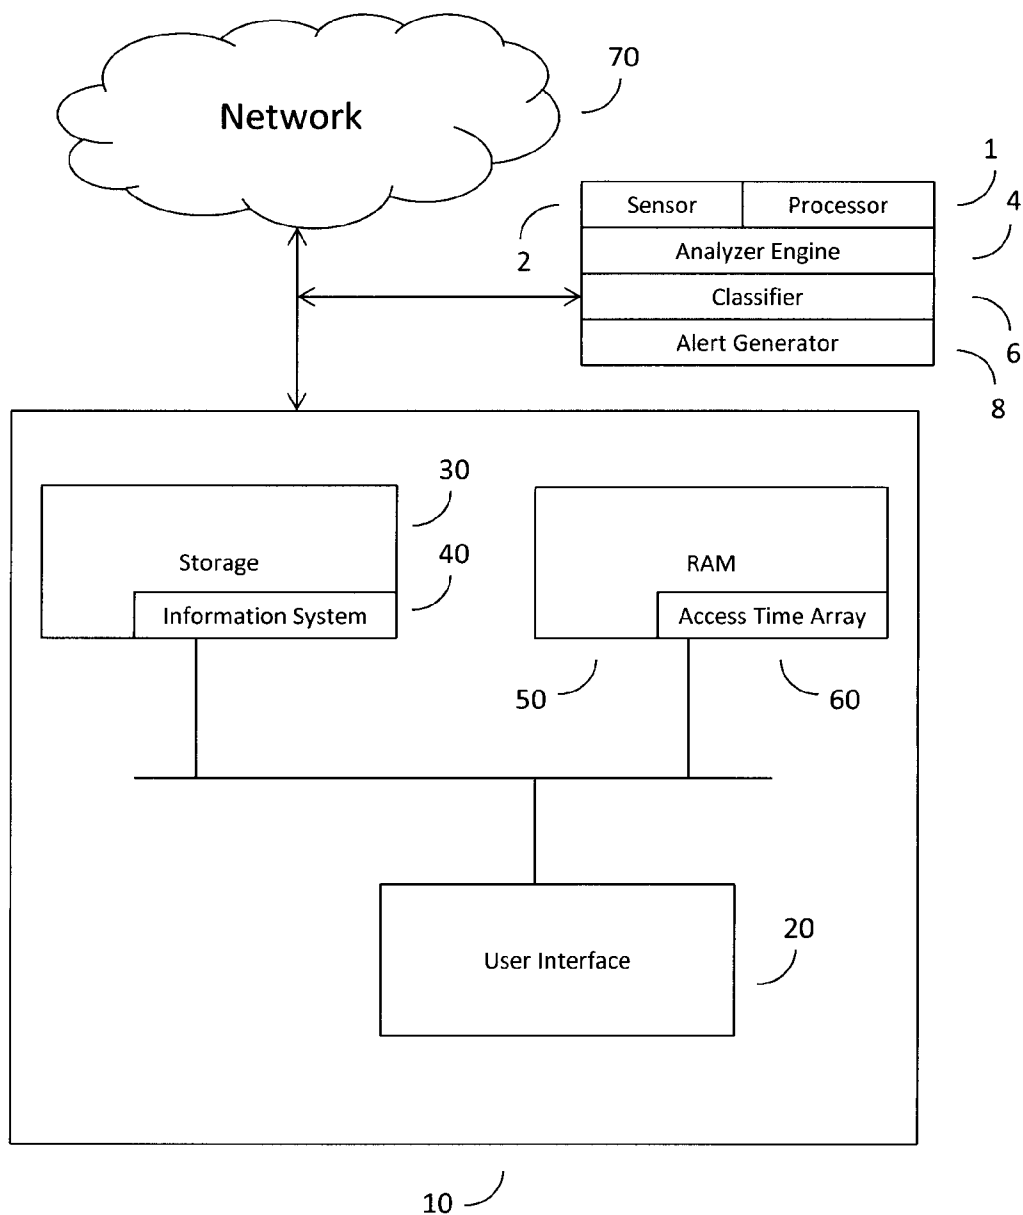 70
Network
1
4
Sensor
Processor
2
Analyzer Engine
Classifier
6
Alert Generator
8
30
40
Storage
RAM
Information System
Access Time Array
50
60
20
User Interface
10